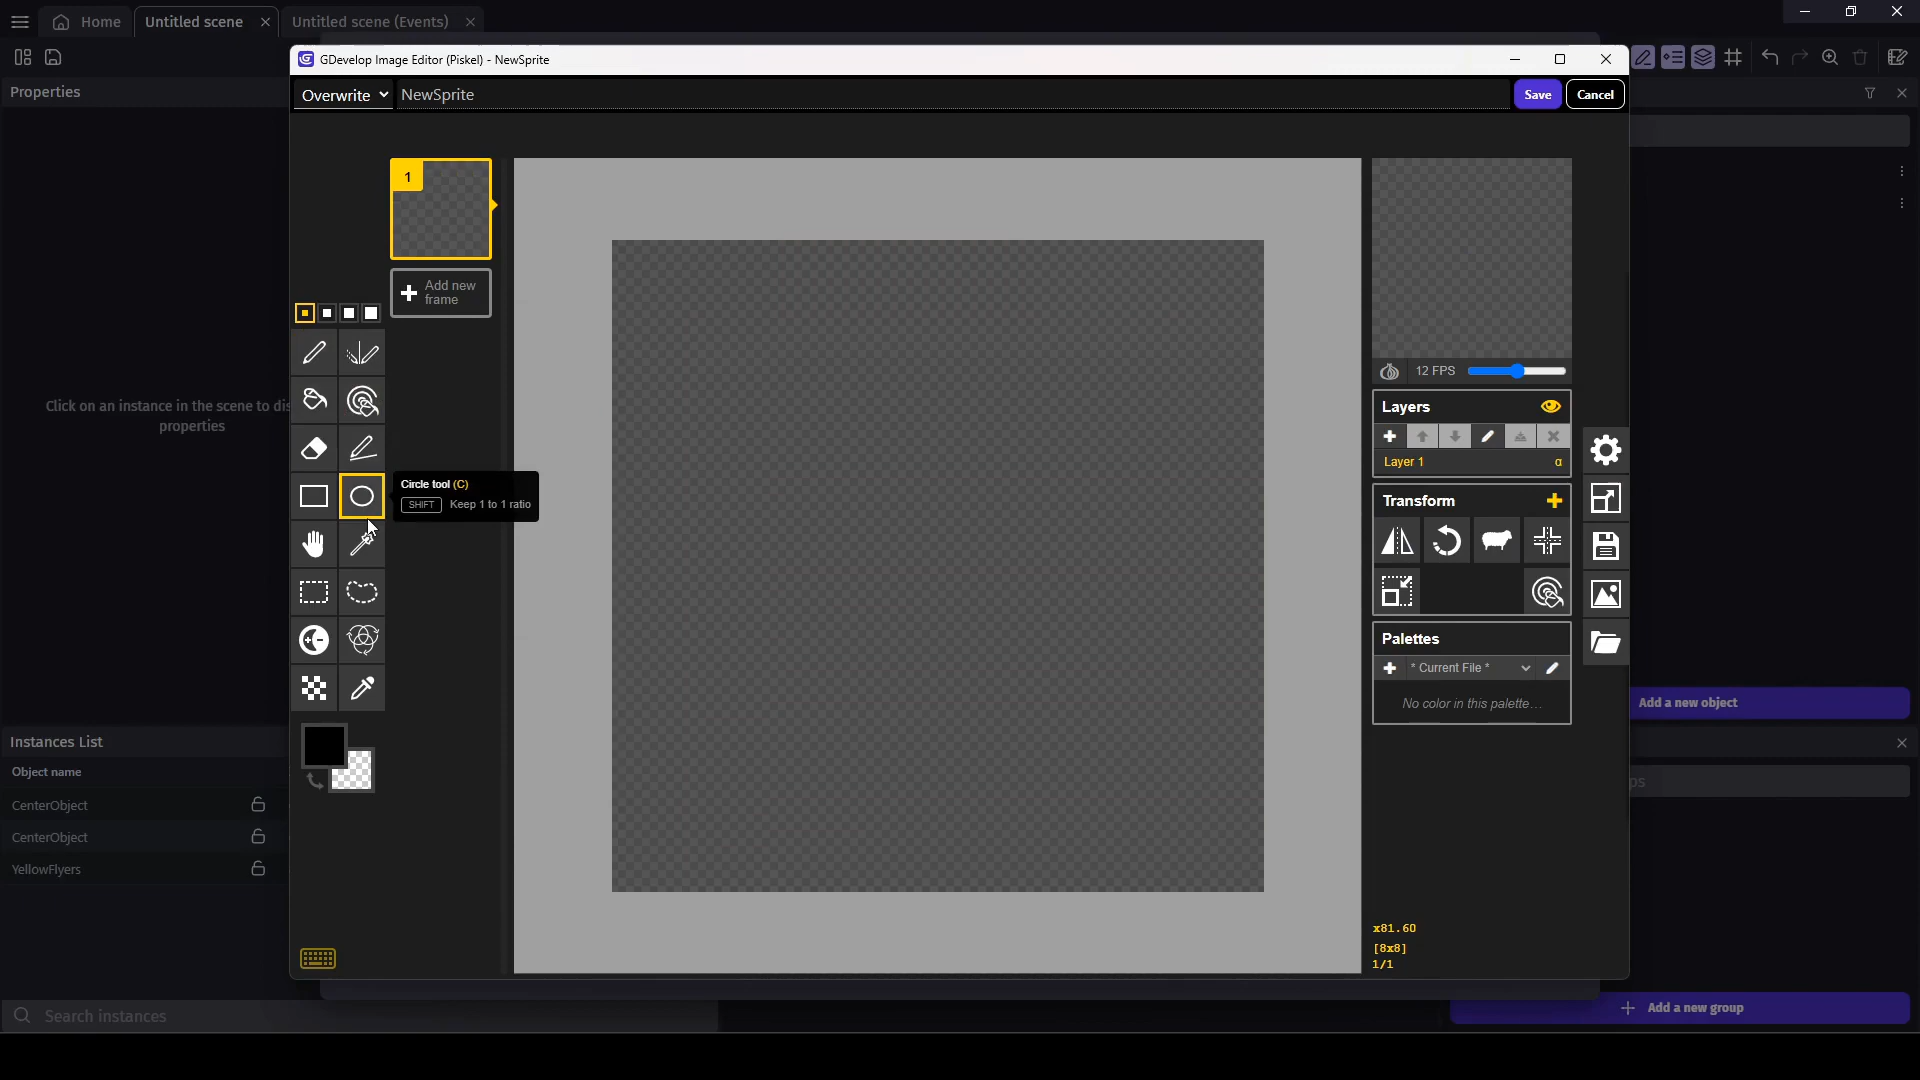 Home
Untitled scene
Untitled scene (Events)
GDevelop Image Editor (Piskel) - NewSprite
Properties
Overwrite
NewSprite
Save
Cancel
1
Add new
frame
12 FPS
Click on an instance in the scene to dis
properties
Layers
Layer 1
α
Circle tool (C)
SHIFT Keep 1 to 1 ratio
Transform
Palettes
* Current File *
No color in this palette...
Add a new object
Instances List
Object name
CenterObject
CenterObject
YellowFlyers
x81.60
[8x8]
1/1
Search instances
Add a new group